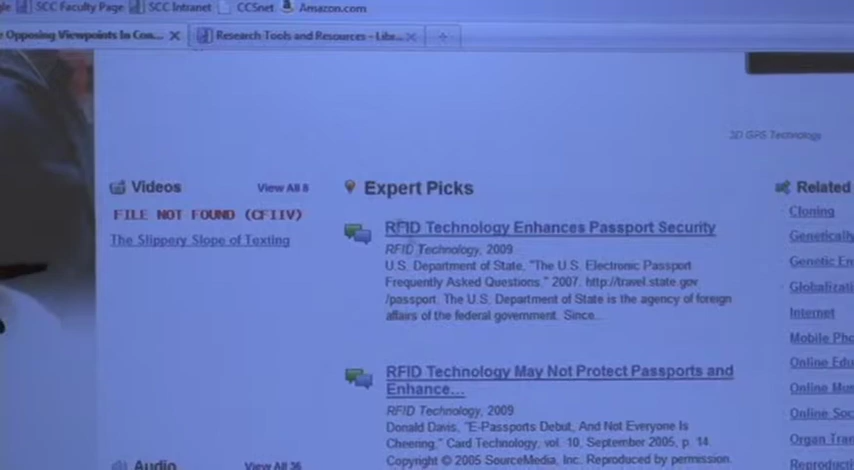 SCC Faculty Page SCC Intranet CCSnet Amazon.com
Opposing Viewpoints In Con... Research Tools and Resources - Libr...
3D GPS Technology
Videos View All 8
FILE NOT FOUND (CFIIV)
The Slippery Slope of Texting
Expert Picks
RFID Technology Enhances Passport Security
RFID Technology, 2009
U.S. Department of State, "The U.S. Electronic Passport
Frequently Asked Questions," 2007. http://travel.state.gov
/passport. The U.S. Department of State is the agency of foreign
affairs of the federal government. Since...
RFID Technology May Not Protect Passports and
Enhance...
RFID Technology, 2009
Donald Davis, "E-Passports Debut, And Not Everyone Is
Cheering," Card Technology, vol. 10, September 2005, p. 14.
Copyright © 2005 SourceMedia, Inc. Reproduced by permission.
Related
Cloning
Genetically
Genetic En
Globalizati
Internet
Mobile Pho
Online Edu
Online Mus
Online Soc
Organ Tran
Reproducti
Audio View All 36